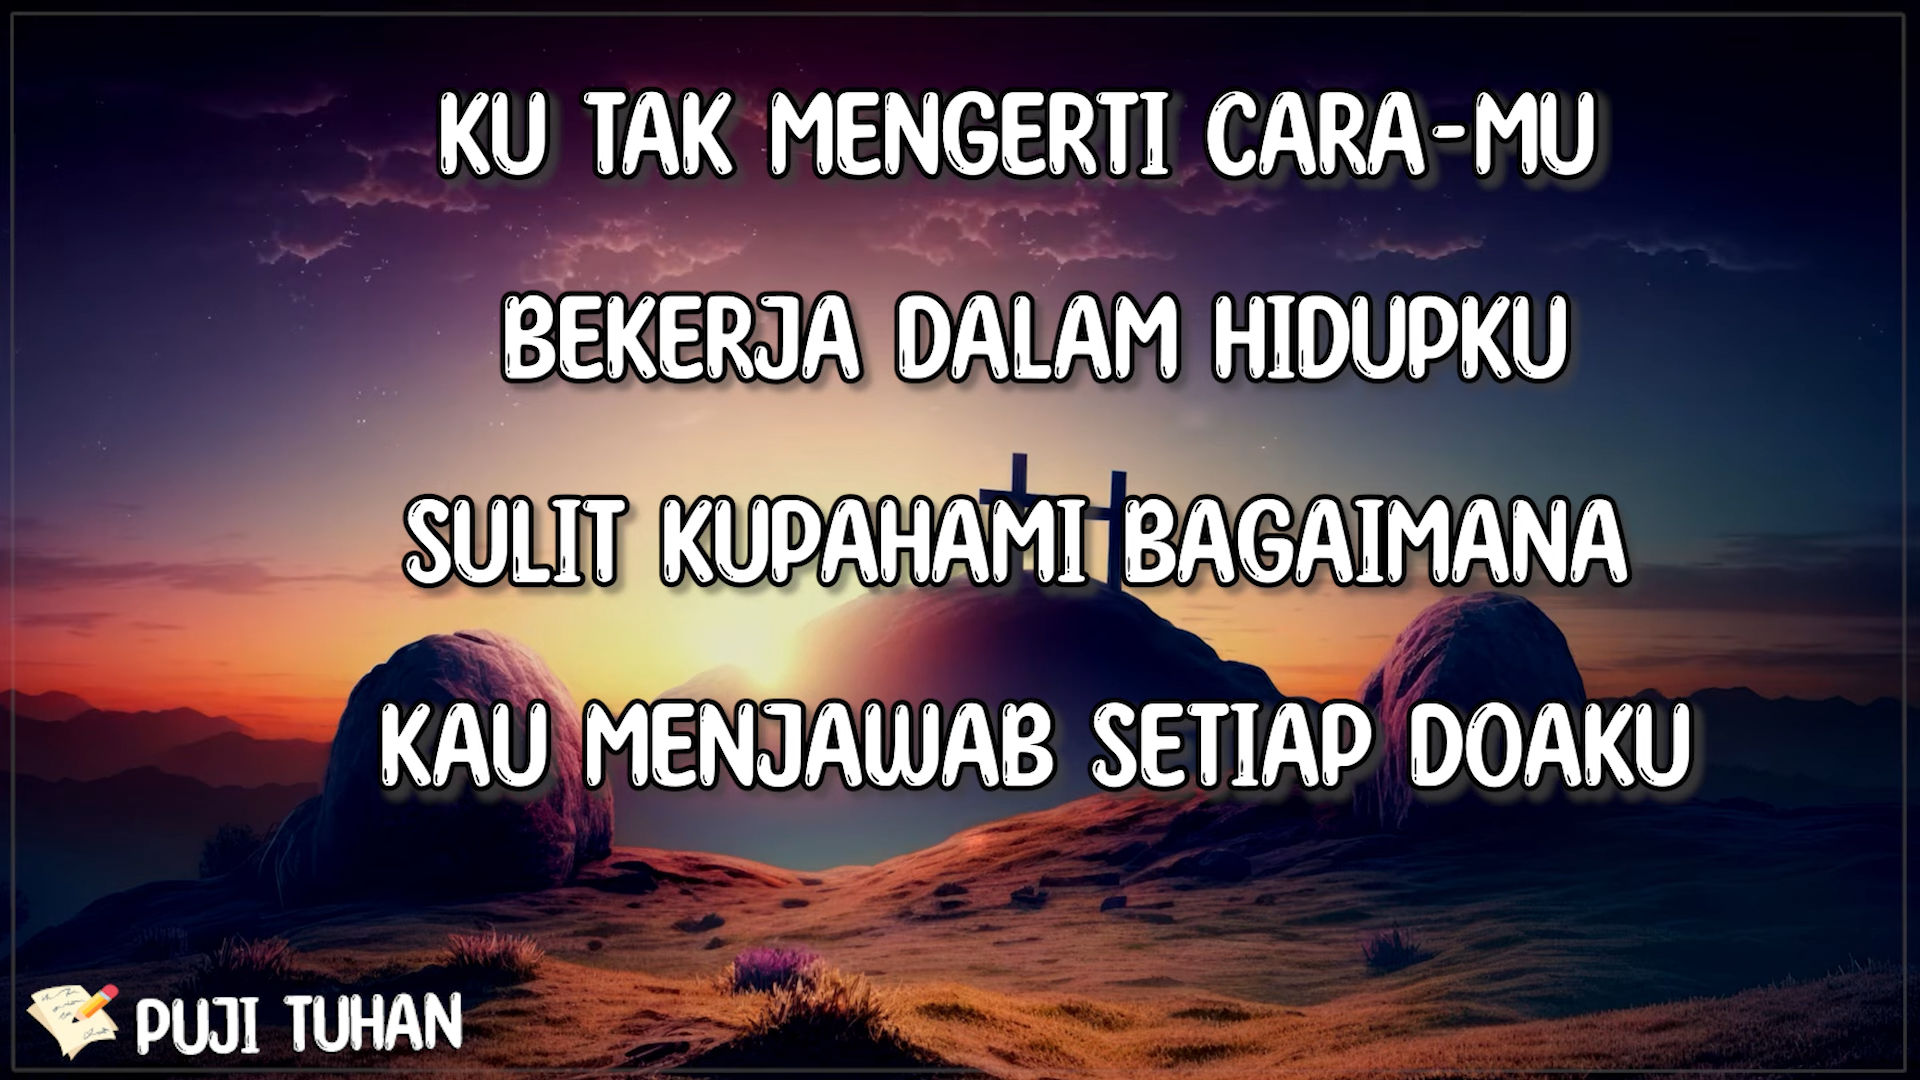 KU TAK MENGERTI CARA-MU
BEKERJA DALAM HIDUPKU
SULIT KUPAHAMI BAGAIMANA
KAU MENJAWAB SETIAP DOAKU
PUJI TUHAN